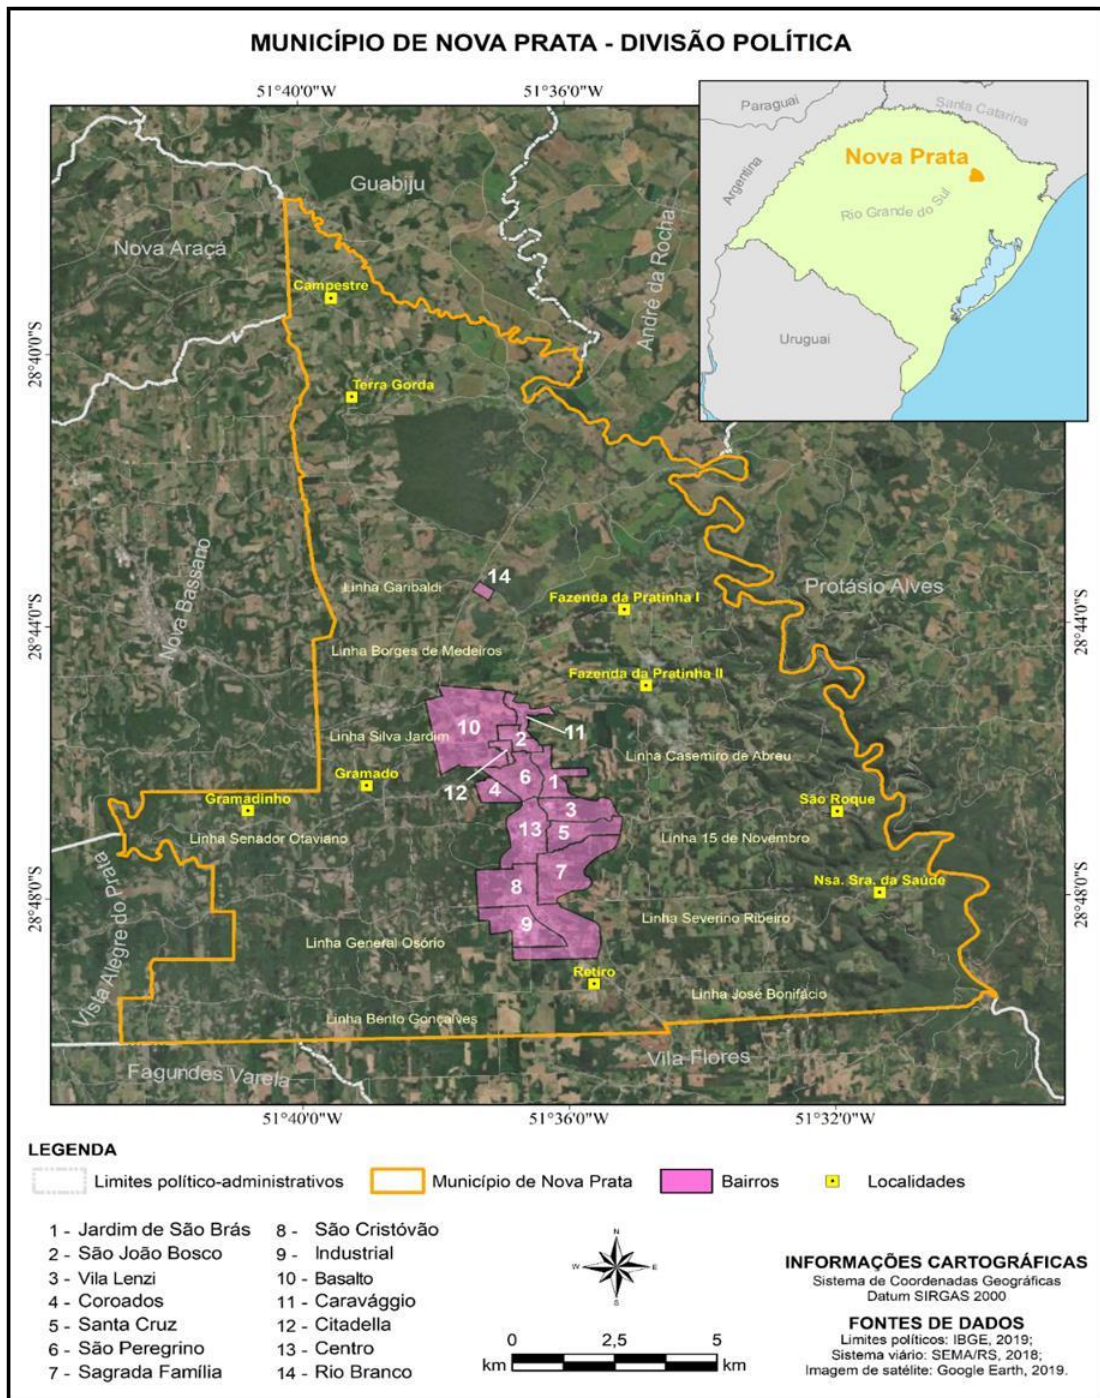 MUNICÍPIO DE NOVA PRATA - DIVISÃO POLÍTICA
51°40'0"W
51°36'0"W
Paraguai
Santa Catarina
Argentina
Nova Prata
Rio Grande do Sul
Uruguai
Guabiju
Nova Araçá
André da Rocha
Campestre
28°40'0"S
Terra Gorda
Nova Bassano
Linha Garibaldi
14
Fazenda da Pratinha I
Protásio Alves
28°44'0"S
28°44'0"S
Linha Borges de Medeiros
Fazenda da Pratinha II
10
11
2
Linha Silva Jardim
Linha Casemiro de Abreu
12
Gramado
6
1
4
Gramadinho
São Roque
3
Linha Senador Otaviano
13
5
Linha 15 de Novembro
7
Nsa. Sra. da Saúde
8
28°48'0"S
28°48'0"S
Vista Alegre do Prata
Linha Severino Ribeiro
9
Linha General Osório
Retiro
Linha José Bonifácio
Linha Bento Gonçalves
Vila Flores
Fagundes Varela
51°40'0"W
51°36'0"W
51°32'0"W
LEGENDA
Limites político-administrativos
Município de Nova Prata
Bairros
Localidades
1 - Jardim de São Brás
2 - São João Bosco
3 - Vila Lenzi
4 - Coroados
5 - Santa Cruz
6 - São Peregrino
7 - Sagrada Família
8 - São Cristóvão
9 - Industrial
10 - Basalto
11 - Caravággio
12 - Citadella
13 - Centro
14 - Rio Branco
N
W
E
S
0 2,5 5
km km
INFORMAÇÕES CARTOGRÁFICAS
Sistema de Coordenadas Geográficas
Datum SIRGAS 2000
FONTES DE DADOS
Limites políticos: IBGE, 2019;
Sistema viário: SEMA/RS, 2018;
Imagem de satélite: Google Earth, 2019.